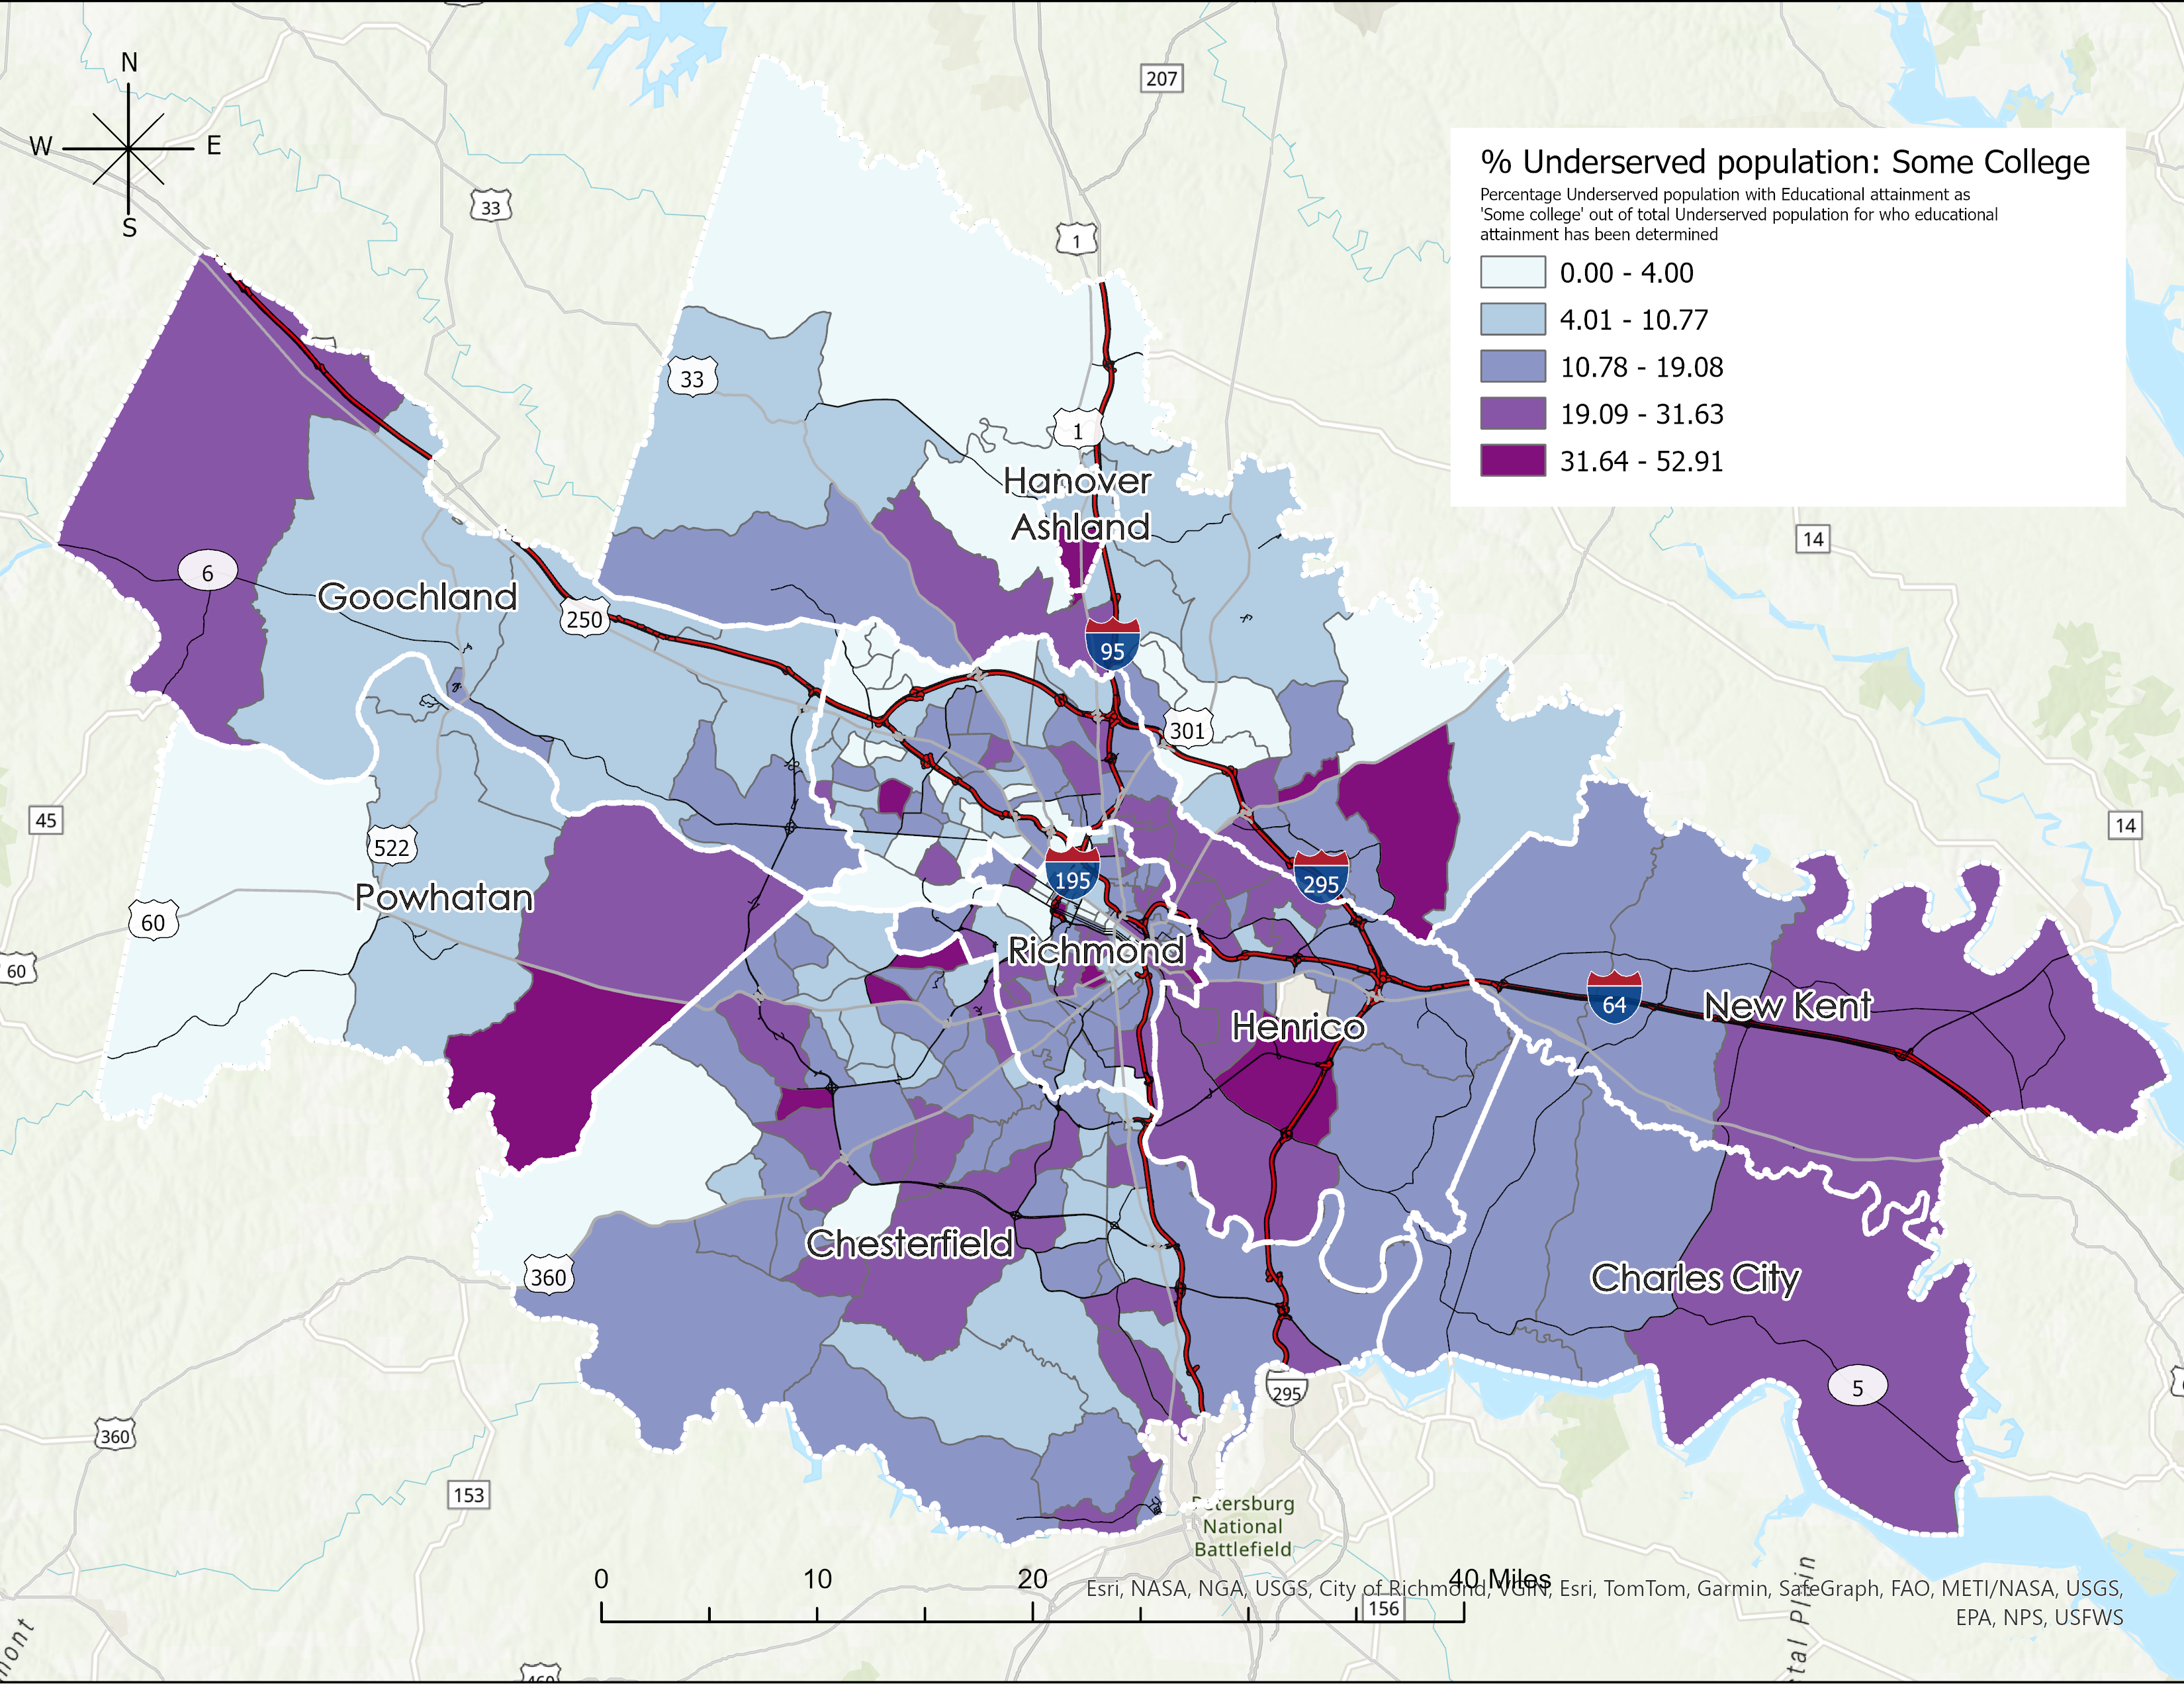 N
W E
S
207
33
1
% Underserved population: Some College
Percentage Underserved population with Educational attainment as
'Some college' out of total Underserved population for who educational
attainment has been determined
0.00 - 4.00
4.01 - 10.77
10.78 - 19.08
19.09 - 31.63
31.64 - 52.91
33
1
Hanover
Ashland
14
6
Goochland
250
95
301
45
522
14
195
295
Powhatan
60
60
Richmond
64
New Kent
Henrico
Chesterfield
360
Charles City
295
5
360
153
Petersburg
National
Battlefield
0 10 20 40 Miles
Esri, NASA, NGA, USGS, City of Richmond, VGIN, Esri, TomTom, Garmin, SafeGraph, FAO, METI/NASA, USGS,
EPA, NPS, USFWS
156